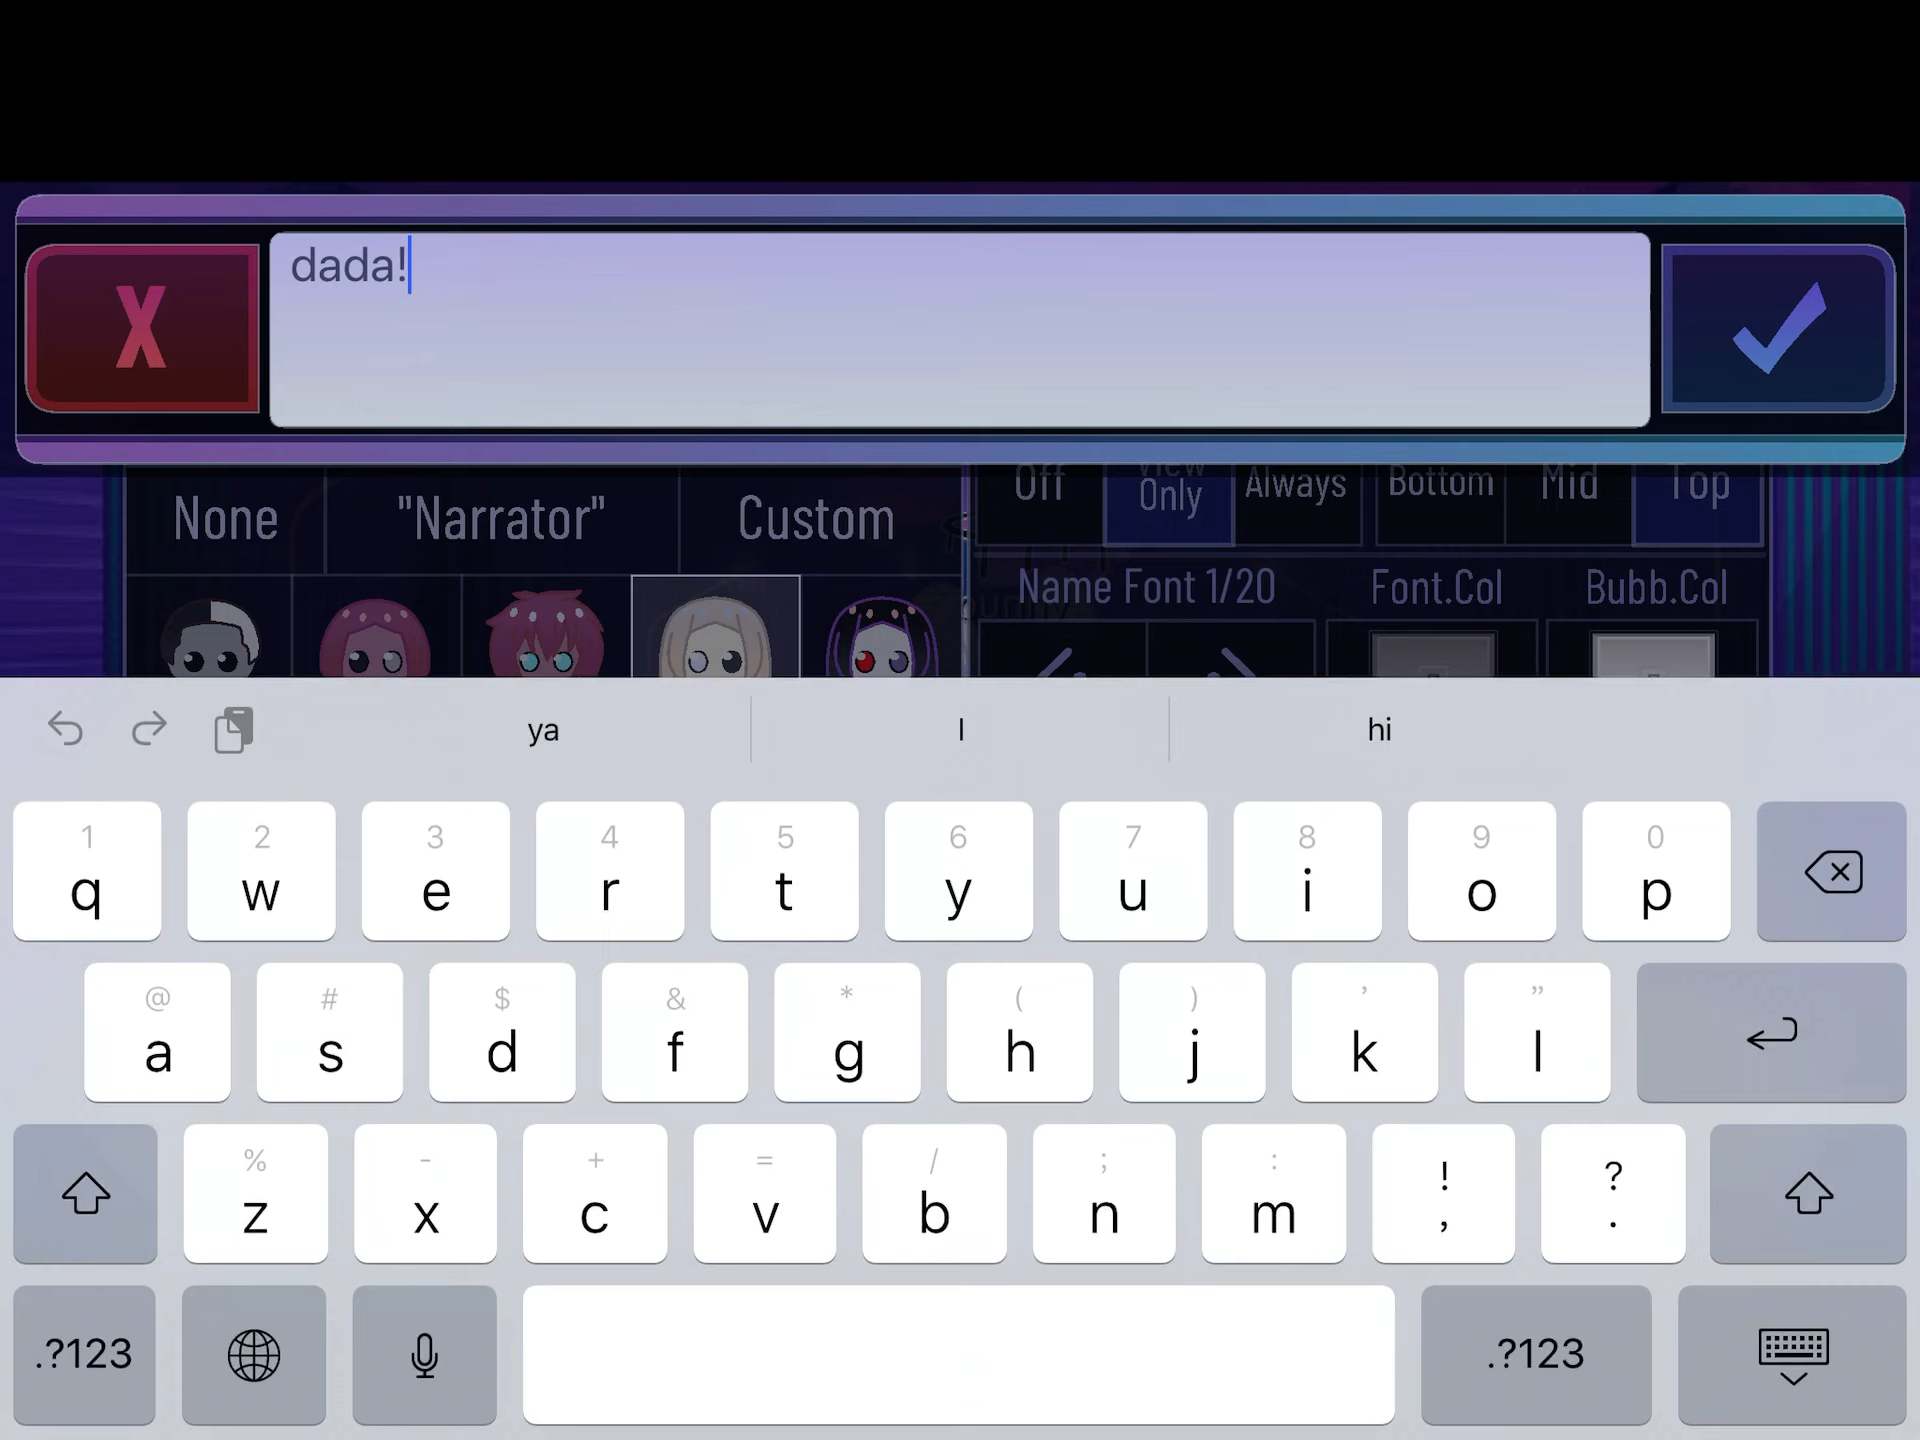 dada!
X
Off View Only Always Bottom Mid Top
None "Narrator" Custom
Name Font 1/20 Font.Col Bubb.Col
ya I hi
1 2 3 4 5 6 7 8 9 0
q w e r t y u i o p
@ # $ & * ( ) ’ ”
a s d f g h j k l
% - + = / ; : ! ?
z x c v b n m , .
.?123 .?123